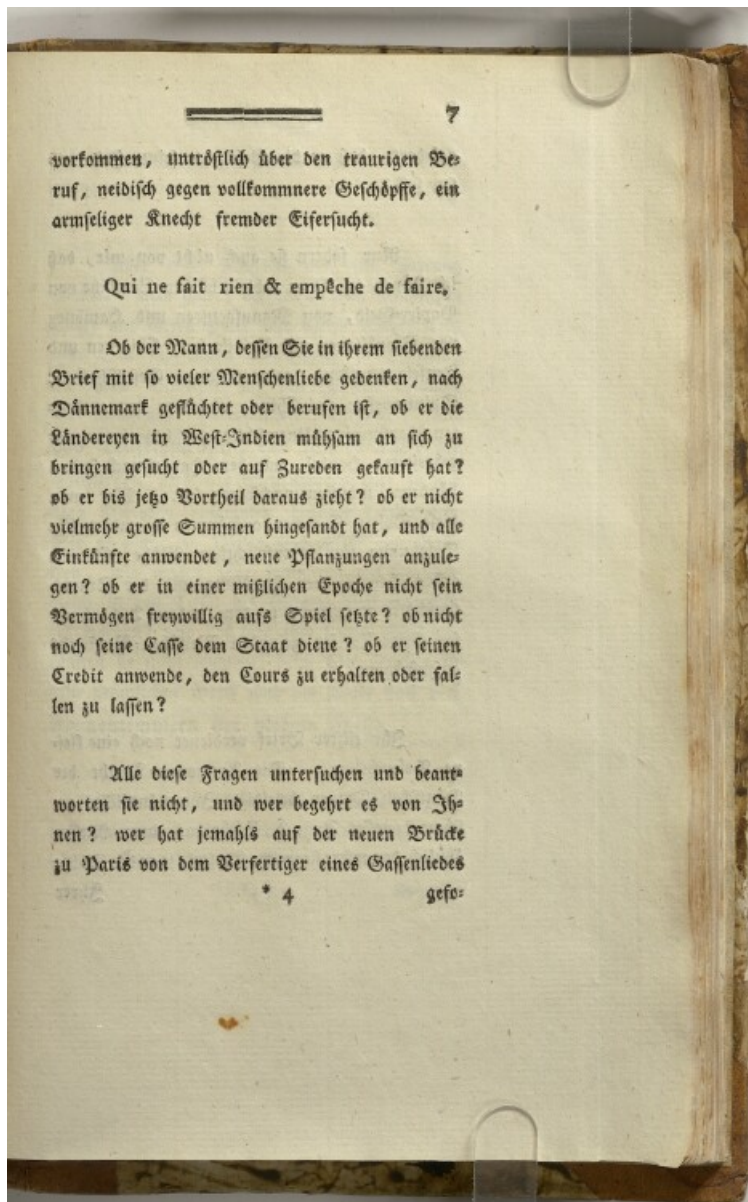 7
vorkommen, untröstlich über den traurigen Be-
ruf, neidisch gegen vollkommnere Geschöpffe, ein
armseliger Knecht fremder Eifersucht.
Qui ne fait rien & empêche de faire.
Ob der Mann, dessen Sie in ihrem siebenden
Brief mit so vieler Menschenliebe gedenken, nach
Dännemark geflüchtet oder berufen ist, ob er die
Ländereyen in West-Indien mühsam an sich zu
bringen gesucht oder auf Zureden gekauft hat?
ob er bis jetzo Vortheil daraus zieht? ob er nicht
vielmehr grosse Summen hingesandt hat, und alle
Einkünfte anwendet, neue Pflanzungen anzule-
gen? ob er in einer mißlichen Epoche nicht sein
Vermögen freywillig aufs Spiel setzte? ob nicht
noch seine Casse dem Staat diene? ob er seinen
Credit anwende, den Cours zu erhalten oder fal-
len zu lassen?
Alle diese Fragen untersuchen und beant-
worten sie nicht, und wer begehrt es von Ih-
nen? wer hat jemahls auf der neuen Brücke
zu Paris von dem Verfertiger eines Gassenliedes
* 4 gefo-